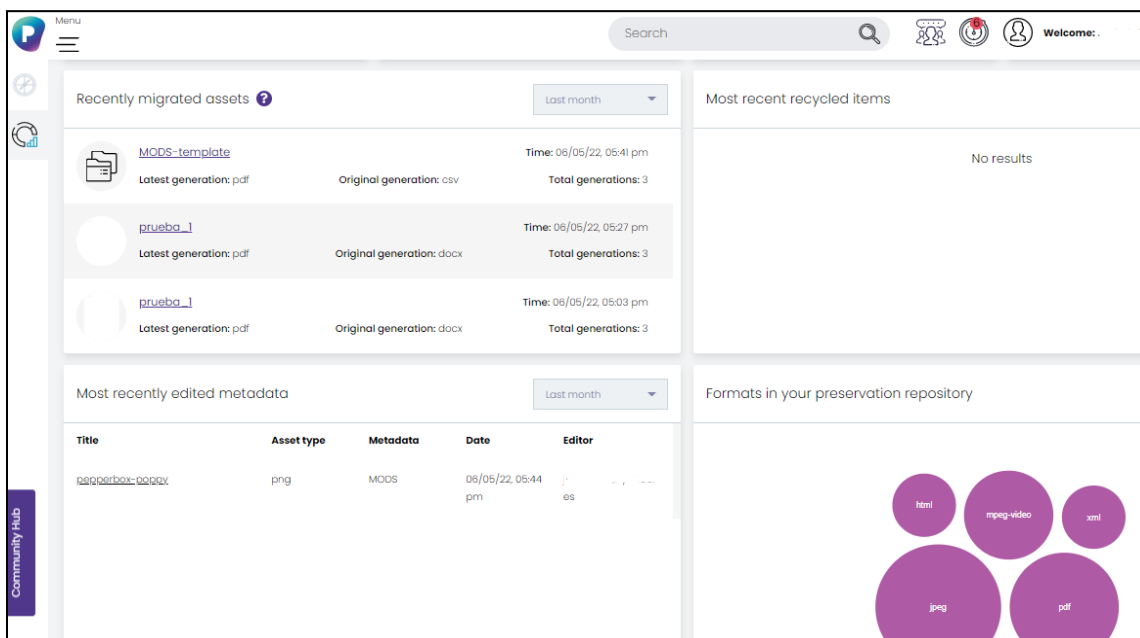 Menu
P
Search
6
Welcome: .
Recently migrated assets ?
Last month
MODS-template
Time: 06/05/22, 05:41 pm
Latest generation: pdf Original generation: csv Total generations: 3
prueba_1
Time: 06/05/22, 05:27 pm
Latest generation: pdf Original generation: docx Total generations: 3
prueba_1
Time: 06/05/22, 05:03 pm
Latest generation: pdf Original generation: docx Total generations: 3
Most recent recycled items
No results
Most recently edited metadata
Last month
Title Asset type Metadata Date Editor
pepperbox-poppy png MODS 06/05/22, 05:44
pm es
Formats in your preservation repository
html
mpeg-video
xml
jpeg
pdf
Community Hub